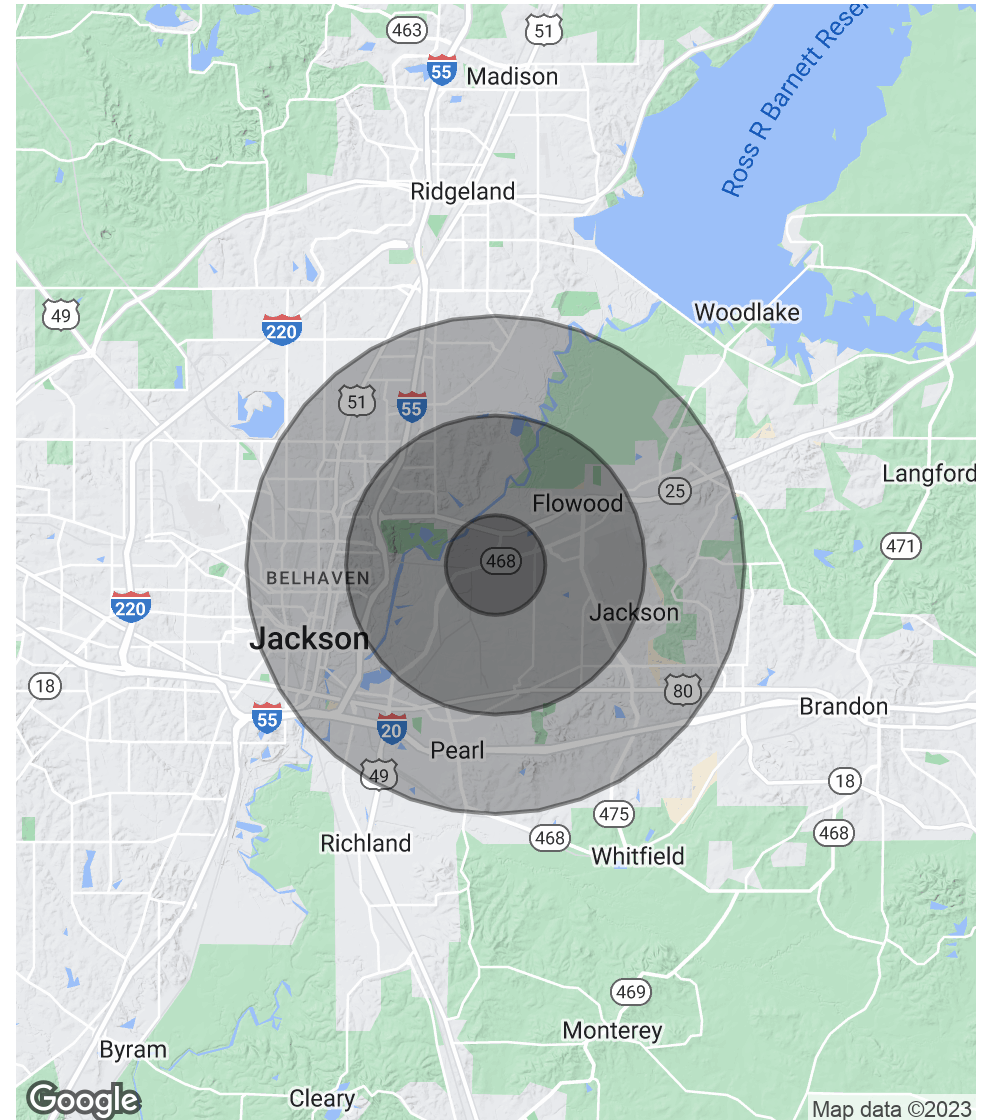 463
51
55
Madison
Ross R Barnett Reser
Ridgeland
49
220
Woodlake
51
55
Langford
25
Flowood
471
468
BELHAVEN
220
Jackson
Jackson
18
80
Brandon
55
20
Pearl
49
18
475
468
468
Richland
Whitfield
469
Monterey
Byram
Cleary
Google
Map data ©2023